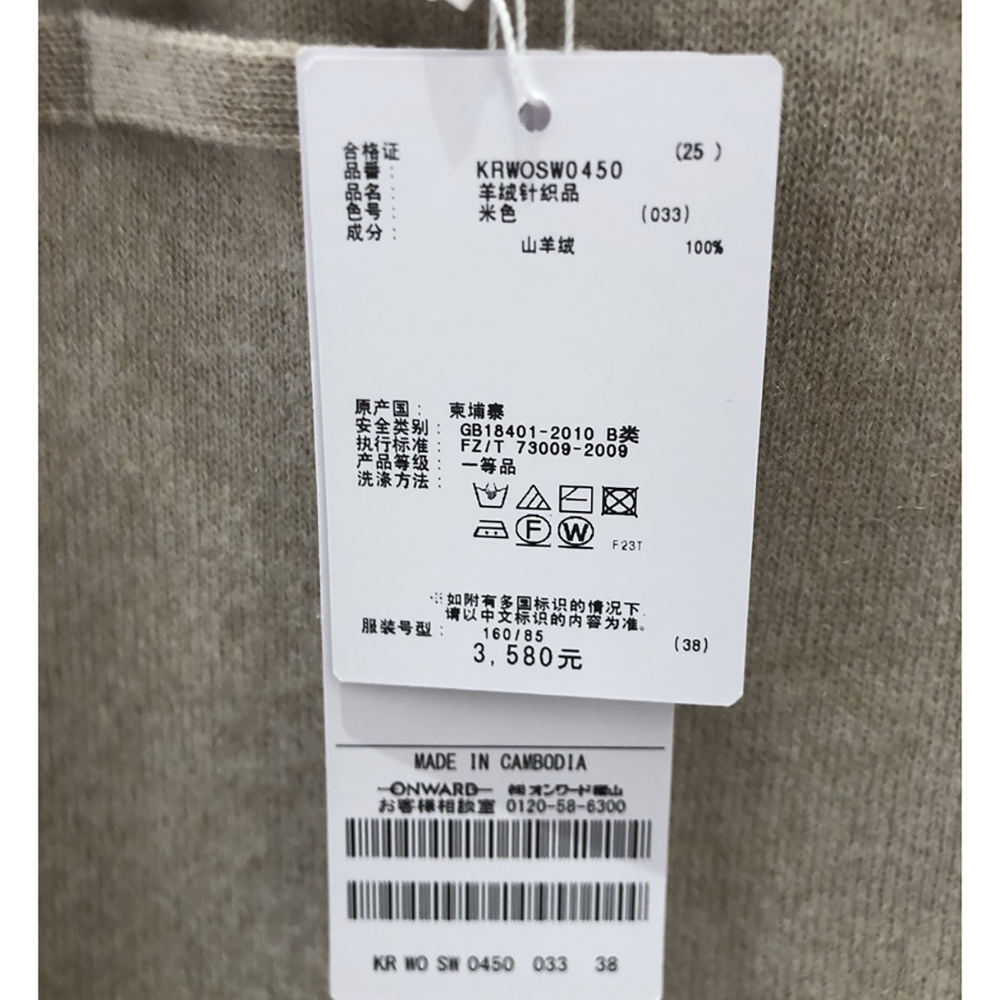 合格证 (25 )
品番: KRWOSW0450
品名: 羊绒针织品
色号: 米色 (033)
成分: 山羊绒 100%
原产国: 柬埔寨
安全类别: GB18401-2010 B类
执行标准: FZ/T 73009-2009
产品等级: 一等品
洗涤方法:
F W F23T
※如附有多国标识的情况下,
请以中文标识的内容为准。
服装号型: 160/85 (38)
3,580元
MADE IN CAMBODIA
ONWARD ㈱オンワード樫山
お客様相談室 0120-58-6300
KR WO SW 0450 033 38